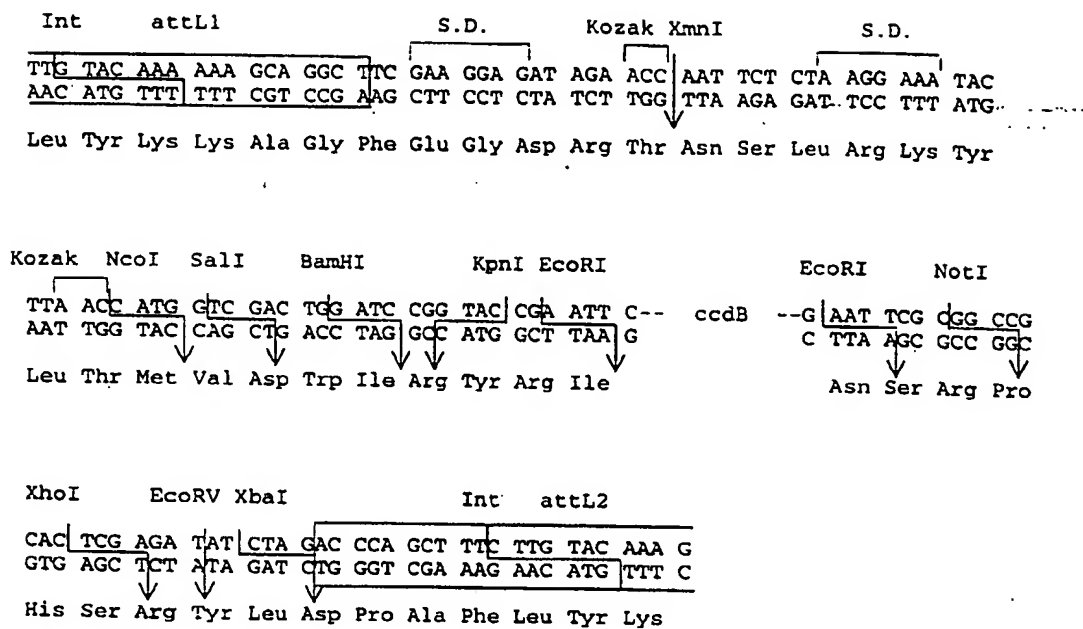 Int attL1 S.D. Kozak XmnI S.D.
TTG TAC AAA AAA GCA GGC TTC GAA GGA GAT AGA ACC AAT TCT CTA AGG AAA TAC
AAC ATG TTT TTT CGT CCG AAG CTT CCT CTA TCT TGG TTA AGA GAT TCC TTT ATG
Leu Tyr Lys Lys Ala Gly Phe Glu Gly Asp Arg Thr Asn Ser Leu Arg Lys Tyr
Kozak NcoI SalI BamHI KpnI EcoRI EcoRI NotI
TTA ACC ATG GTC GAC TGG ATC CGG TAC CGA ATT C-- ccdB --G AAT TCG CGG CCG
AAT TGG TAC CAG CTG ACC TAG GCC ATG GCT TAA G C TTA AGC GCC GGC
Leu Thr Met Val Asp Trp Ile Arg Tyr Arg Ile Asn Ser Arg Pro
XhoI EcoRV XbaI Int attL2
CAC TCG AGA TAT CTA GAC CCA GCT TTC TTG TAC AAA G
GTG AGC TCT ATA GAT CTG GGT CGA AAG AAC ATG TTT C
His Ser Arg Tyr Leu Asp Pro Ala Phe Leu Tyr Lys